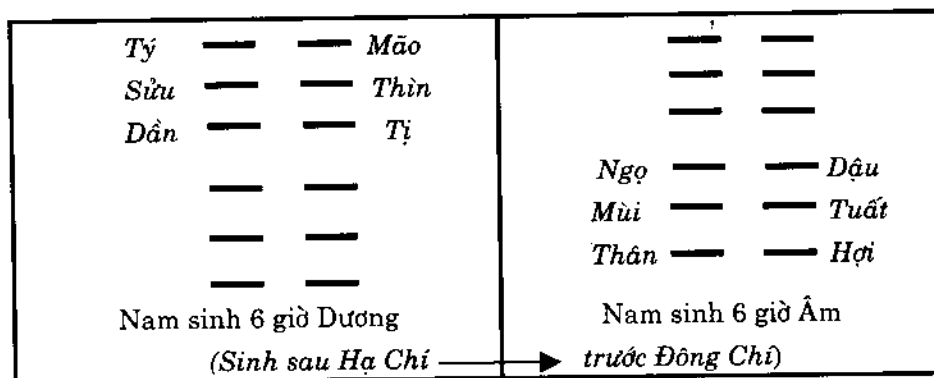 Tý Mão
Sửu Thìn
Dần Tị
Nam sinh 6 giờ Dương
Ngọ Dậu
Mùi Tuất
Thân Hợi
Nam sinh 6 giờ Âm
(Sinh sau Hạ Chí → trước Đông Chí)